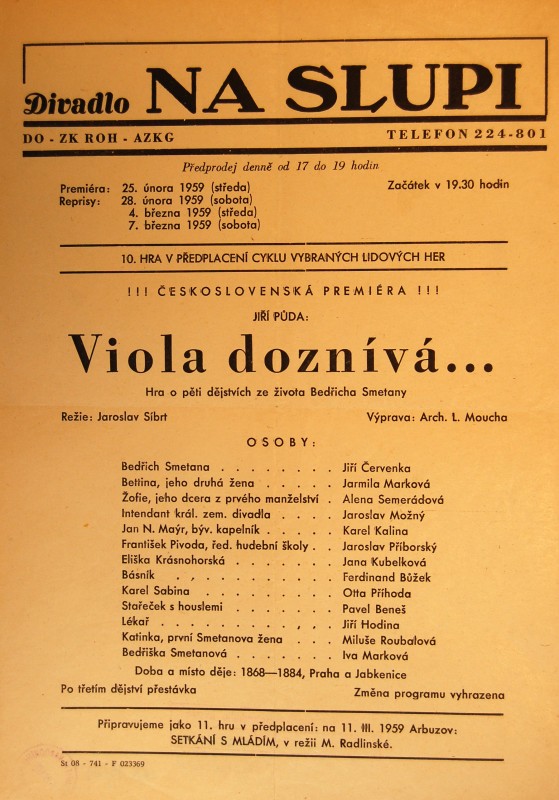 Divadlo NA SLUPI
DO - ZK ROH - AZKG TELEFON 224-801
Předprodej denně od 17 do 19 hodin
Premiéra: 25. února 1959 (středa) Začátek v 19.30 hodin
Reprisy: 28. února 1959 (sobota)
4. března 1959 (středa)
7. března 1959 (sobota)
10. HRA V PŘEDPLACENÍ CYKLU VYBRANÝCH LIDOVÝCH HER
!!! ČESKOSLOVENSKÁ PREMIÉRA !!!
JIŘÍ PŮDA:
Viola doznívá...
Hra o pěti dějstvích ze života Bedřicha Smetany
Režie: Jaroslav Síbrt Výprava: Arch. L. Moucha
OSOBY:
Bedřich Smetana . . . . . . . . Jiří Červenka
Bettina, jeho druhá žena . . . . . Jarmila Marková
Žofie, jeho dcera z prvého manželství . Alena Semerádová
Intendant král. zem. divadla . . . . Jaroslav Možný
Jan N. Maýr, býv. kapelník . . . . . Karel Kalina
František Pivoda, řed. hudební školy . . Jaroslav Příborský
Eliška Krásnohorská . . . . . . . Jana Kubelková
Básník . , . . . . . . . . Ferdinand Bůžek
Karel Sabina . . . . . . . . Otta Příhoda
Stařeček s houslemi . . . . . . . Pavel Beneš
Lékař . . . . . . . . , , . Jiří Hodina
Katinka, první Smetanova žena . . . Miluše Roubalová
Bedřiška Smetanová . . . . . . . Iva Marková
Doba a místo děje: 1868—1884, Praha a Jabkenice
Po třetím dějství přestávka Změna programu vyhrazena
Připravujeme jako 11. hru v předplacení: na 11. III. 1959 Arbuzov:
SETKÁNÍ S MLÁDÍM, v režii M. Radlinské.
St 08 - 741 - F 023369